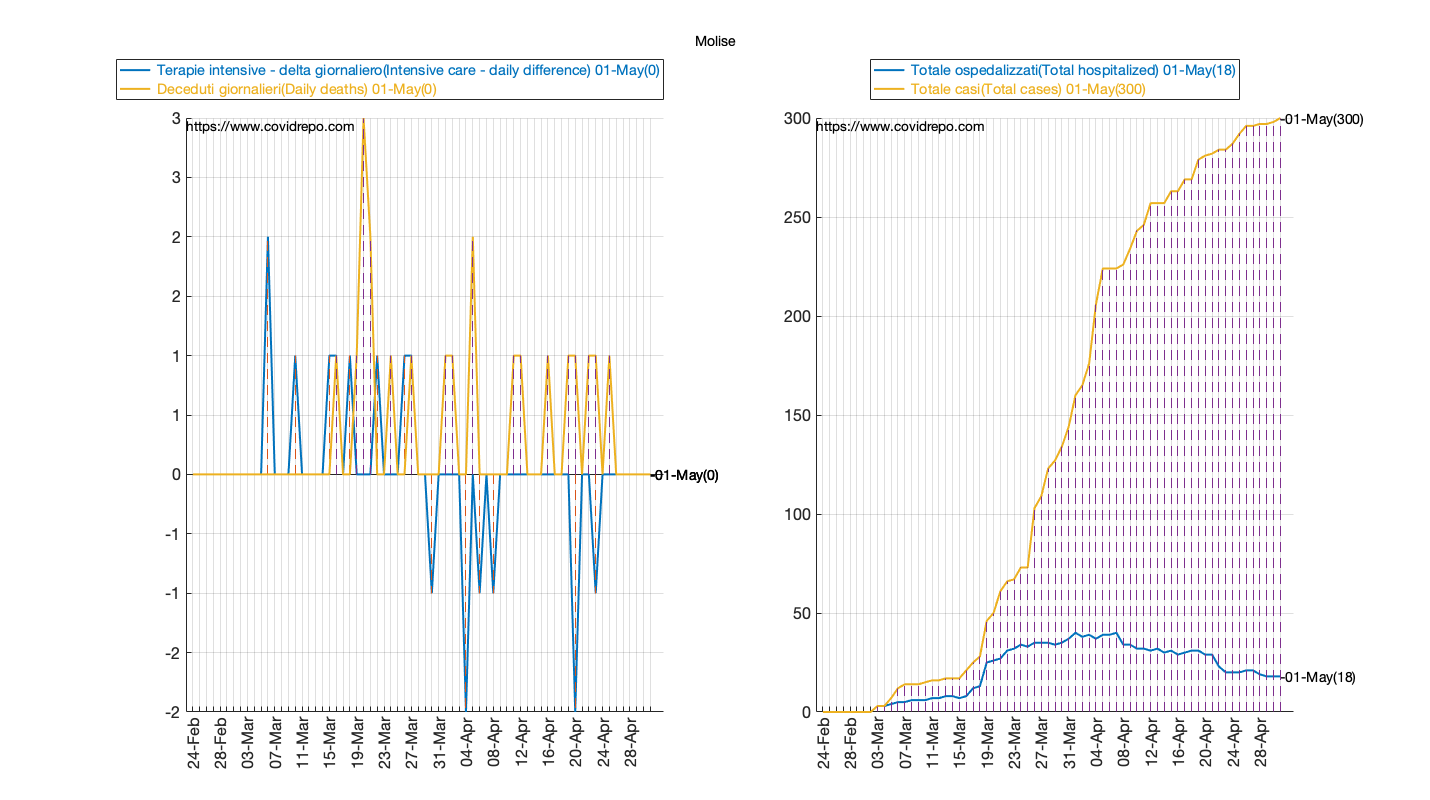 Molise
Terapie intensive - delta giornaliero(Intensive care - daily difference) 01-May(0)
Deceduti giornalieri(Daily deaths) 01-May(0)
https://www.covidrepo.com
3
3
2
2
1
1
0
-1
-1
-2
-2
01-May(0)
24-Feb
28-Feb
03-Mar
07-Mar
11-Mar
15-Mar
19-Mar
23-Mar
27-Mar
31-Mar
04-Apr
08-Apr
12-Apr
16-Apr
20-Apr
24-Apr
28-Apr
Totale ospedalizzati(Total hospitalized) 01-May(18)
Totale casi(Total cases) 01-May(300)
https://www.covidrepo.com
300
250
200
150
100
50
0
01-May(300)
01-May(18)
24-Feb
28-Feb
03-Mar
07-Mar
11-Mar
15-Mar
19-Mar
23-Mar
27-Mar
31-Mar
04-Apr
08-Apr
12-Apr
16-Apr
20-Apr
24-Apr
28-Apr